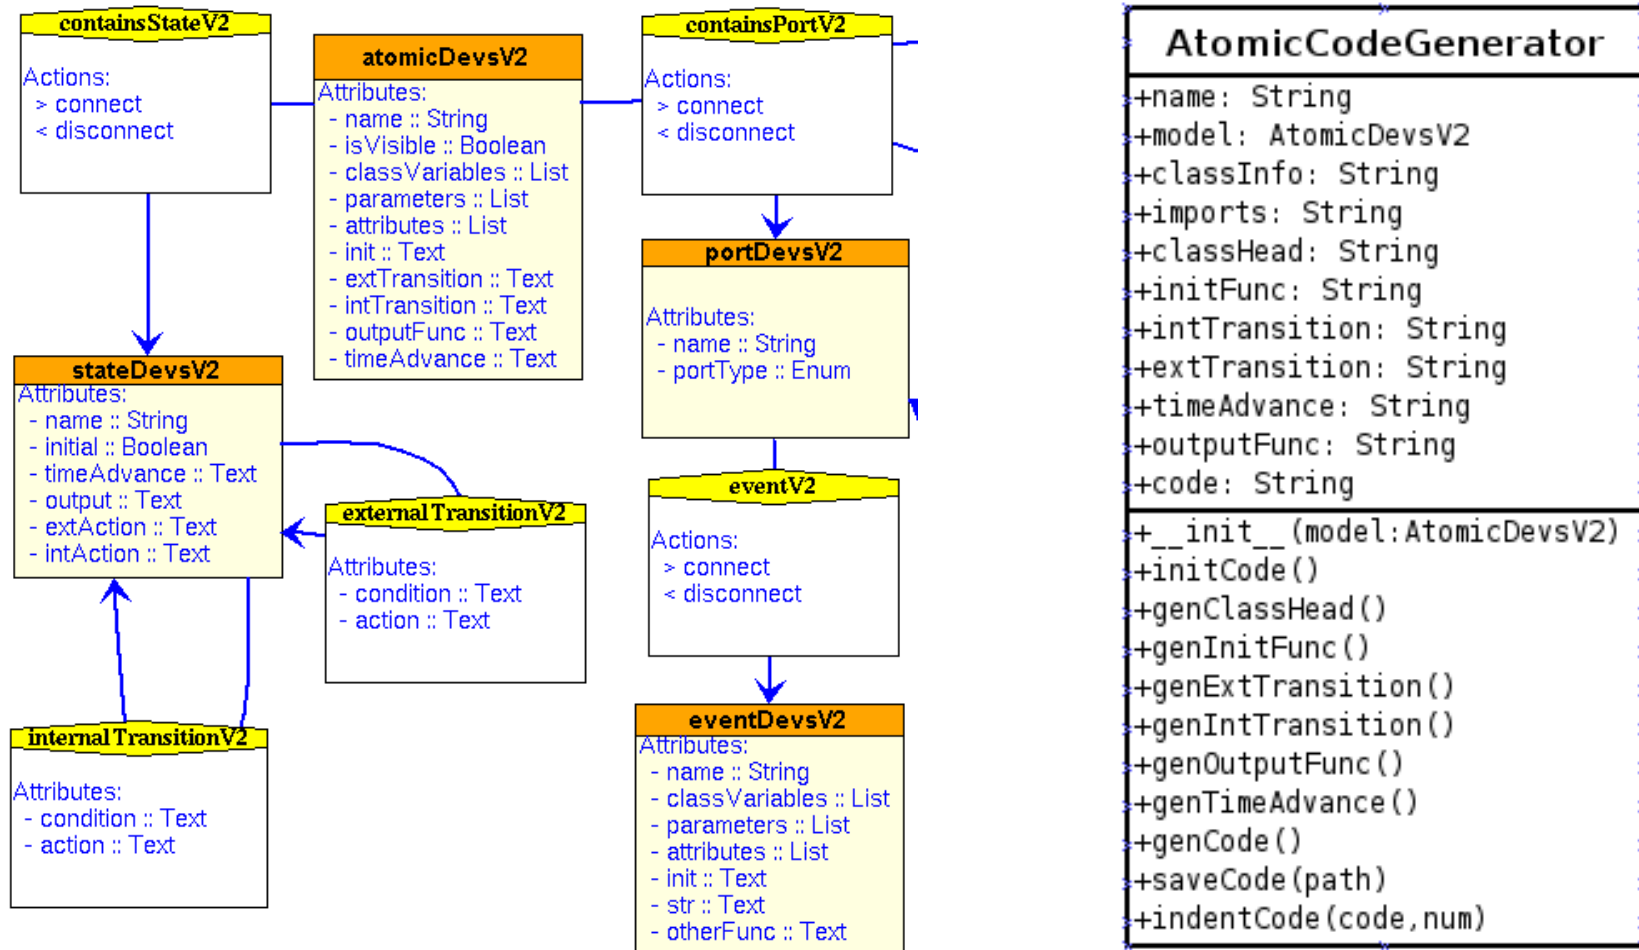 containsStateV2
Actions:
> connect
< disconnect
atomicDevsV2
Attributes:
- name :: String
- isVisible :: Boolean
- classVariables :: List
- parameters :: List
- attributes :: List
- init :: Text
- extTransition :: Text
- intTransition :: Text
- outputFunc :: Text
- timeAdvance :: Text
containsPortV2
Actions:
> connect
< disconnect
portDevsV2
Attributes:
- name :: String
- portType :: Enum
stateDevsV2
Attributes:
- name :: String
- initial :: Boolean
- timeAdvance :: Text
- output :: Text
- extAction :: Text
- intAction :: Text
externalTransitionV2
Attributes:
- condition :: Text
- action :: Text
eventV2
Actions:
> connect
< disconnect
internalTransitionV2
Attributes:
- condition :: Text
- action :: Text
eventDevsV2
Attributes:
- name :: String
- classVariables :: List
- parameters :: List
- attributes :: List
- init :: Text
- str :: Text
- otherFunc :: Text
AtomicCodeGenerator
+name: String
+model: AtomicDevsV2
+classInfo: String
+imports: String
+classHead: String
+initFunc: String
+intTransition: String
+extTransition: String
+timeAdvance: String
+outputFunc: String
+code: String
+__init__(model:AtomicDevsV2)
+initCode()
+genClassHead()
+genInitFunc()
+genExtTransition()
+genIntTransition()
+genOutputFunc()
+genTimeAdvance()
+genCode()
+saveCode(path)
+indentCode(code,num)